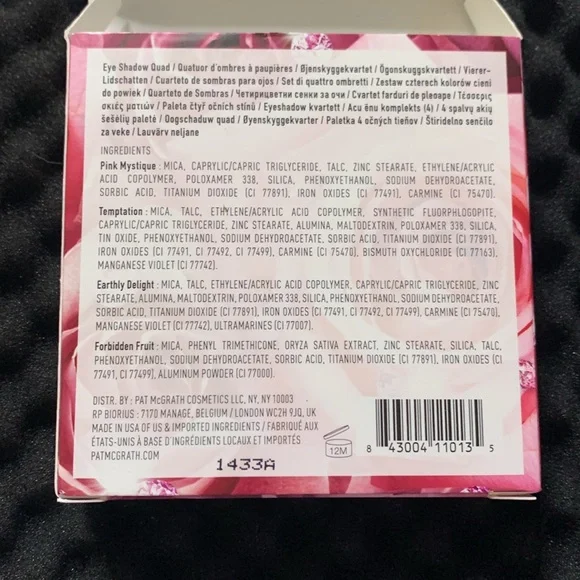 Eye Shadow Quad / Quatuor d'ombres à paupières / Øjenskyggekvartet / Ögonskuggskvartett / Vierer-
Lidschatten / Cuarteto de sombras para ojos / Set di quattro ombretti / Zestaw czterech kolorów cieni
do powiek / Quarteto de Sombras / Четирицветни сенки за очи / Cvartet farduri de pleoape / Τέσσερις
σκιές ματιών / Paleta čtyř očních stínů / Eyeshadow kvartett / Acu ēnu komplekts (4) / 4 spalvų akių
šešėlių paletė / Oogschaduw quad / Øyenskyggekvarter / Paletka 4 očných tieňov / Štiridelno senčilo
za veke / Lauvärv neljane
INGREDIENTS
Pink Mystique : MICA, CAPRYLIC/CAPRIC TRIGLYCERIDE, TALC, ZINC STEARATE, ETHYLENE/ACRYLIC
ACID COPOLYMER, POLOXAMER 338, SILICA, PHENOXYETHANOL, SODIUM DEHYDROACETATE,
SORBIC ACID, TITANIUM DIOXIDE (CI 77891), IRON OXIDES (CI 77491), CARMINE (CI 75470).
Temptation : MICA, TALC, ETHYLENE/ACRYLIC ACID COPOLYMER, SYNTHETIC FLUORPHLOGOPITE,
CAPRYLIC/CAPRIC TRIGLYCERIDE, ZINC STEARATE, ALUMINA, MALTODEXTRIN, POLOXAMER 338, SILICA,
TIN OXIDE, PHENOXYETHANOL, SODIUM DEHYDROACETATE, SORBIC ACID, TITANIUM DIOXIDE (CI 77891),
IRON OXIDES (CI 77491, CI 77492, CI 77499), CARMINE (CI 75470), BISMUTH OXYCHLORIDE (CI 77163),
MANGANESE VIOLET (CI 77742).
Earthly Delight : MICA, TALC, ETHYLENE/ACRYLIC ACID COPOLYMER, CAPRYLIC/CAPRIC TRIGLYCERIDE, ZINC
STEARATE, ALUMINA, MALTODEXTRIN, POLOXAMER 338, SILICA, PHENOXYETHANOL, SODIUM DEHYDROACETATE,
SORBIC ACID, TITANIUM DIOXIDE (CI 77891), IRON OXIDES (CI 77491, CI 77492, CI 77499), CARMINE (CI 75470),
MANGANESE VIOLET (CI 77742), ULTRAMARINES (CI 77007).
Forbidden Fruit : MICA, PHENYL TRIMETHICONE, ORYZA SATIVA EXTRACT, ZINC STEARATE, SILICA, TALC,
PHENOXYETHANOL, SODIUM DEHYDROACETATE, SORBIC ACID, TITANIUM DIOXIDE (CI 77891), IRON OXIDES (CI
77491, CI 77499), ALUMINUM POWDER (CI 77000).
DISTR. BY : PAT McGRATH COSMETICS LLC, NY, NY 10003
RP BIORIUS : 7170 MANAGE, BELGIUM / LONDON WC2H 9JQ, UK
MADE IN USA OF US & IMPORTED INGREDIENTS / FABRIQUÉ AUX
ÉTATS-UNIS À BASE D'INGRÉDIENTS LOCAUX ET IMPORTÉS
PATMCGRATH.COM
12M
8 43004 11013 5
1433A